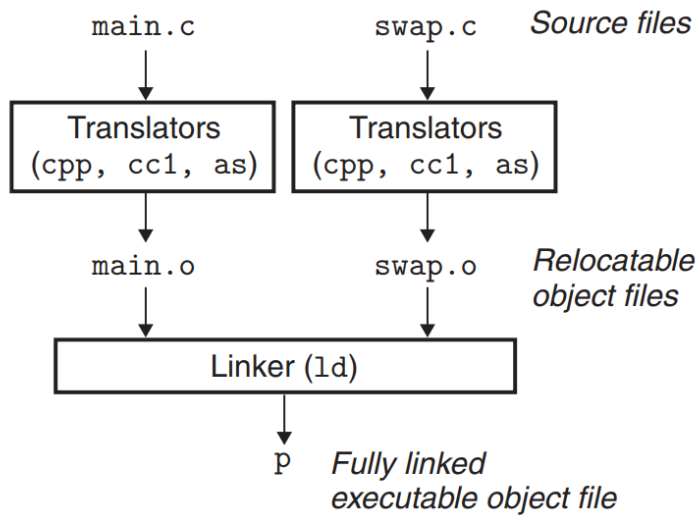 main.c
swap.c
Source files
Translators
(cpp, cc1, as)
Translators
(cpp, cc1, as)
main.o
swap.o
Relocatable
object files
Linker (ld)
p
Fully linked
executable object file